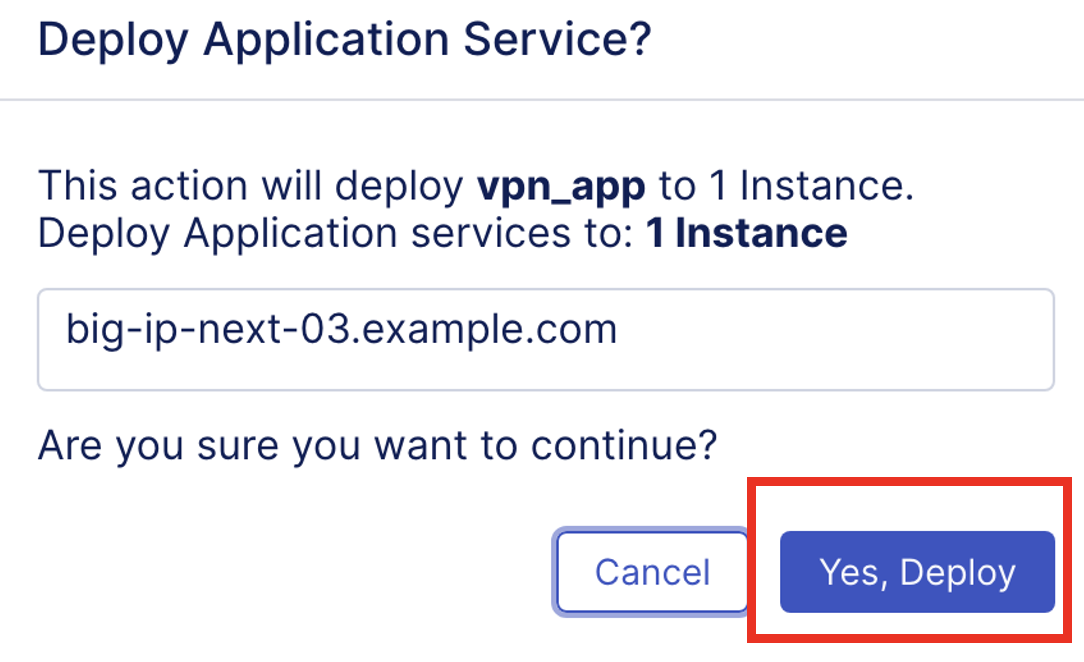 Deploy Application Service?
This action will deploy vpn_app to 1 Instance.
Deploy Application services to: 1 Instance
big-ip-next-03.example.com
Are you sure you want to continue?
Cancel
Yes, Deploy